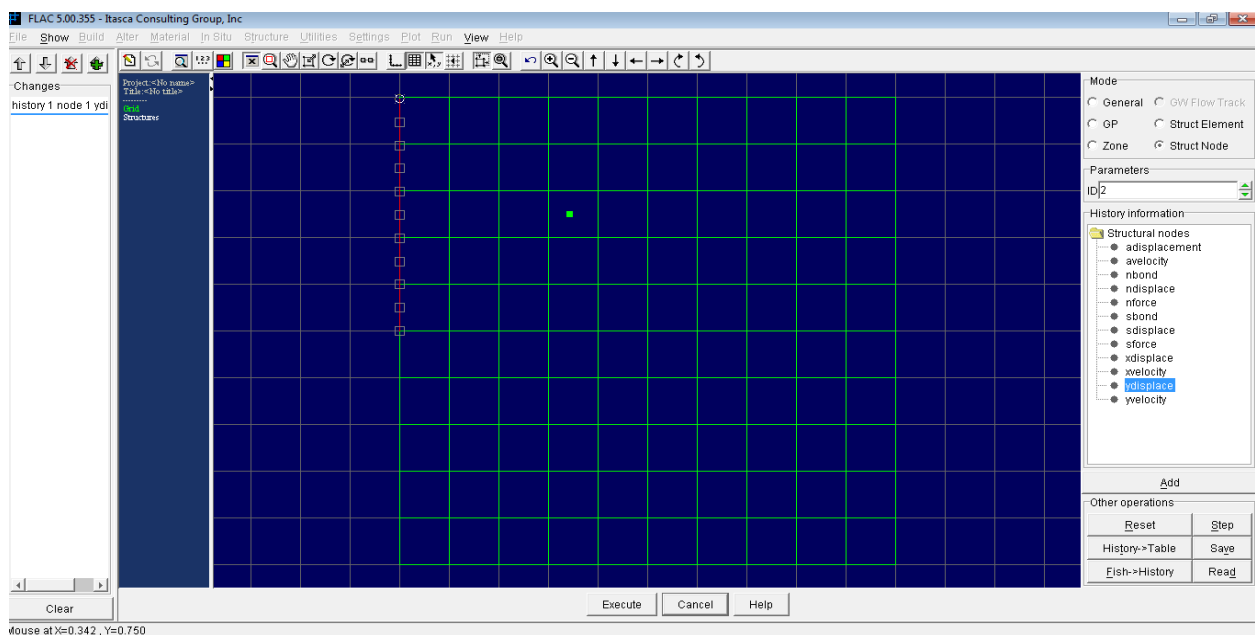 FLAC 5.00.355 - Itasca Consulting Group, Inc
File Show Build Alter Material In Situ Structure Utilities Settings Plot Run View Help
Changes
history 1 node 1 ydi
Clear
Project:<No name>
Title:<No title>
Grid
Structures
Mode
General GW Flow Track
GP Struct Element
Zone Struct Node
Parameters
ID 2
History information
Structural nodes
adisplacement
avelocity
nbond
ndisplace
nforce
sbond
sdisplace
sforce
xdisplace
xvelocity
ydisplace
yvelocity
Add
Other operations
Reset Step
History->Table Save
Fish->History Read
Execute Cancel Help
Mouse at X=0.342 , Y=0.750